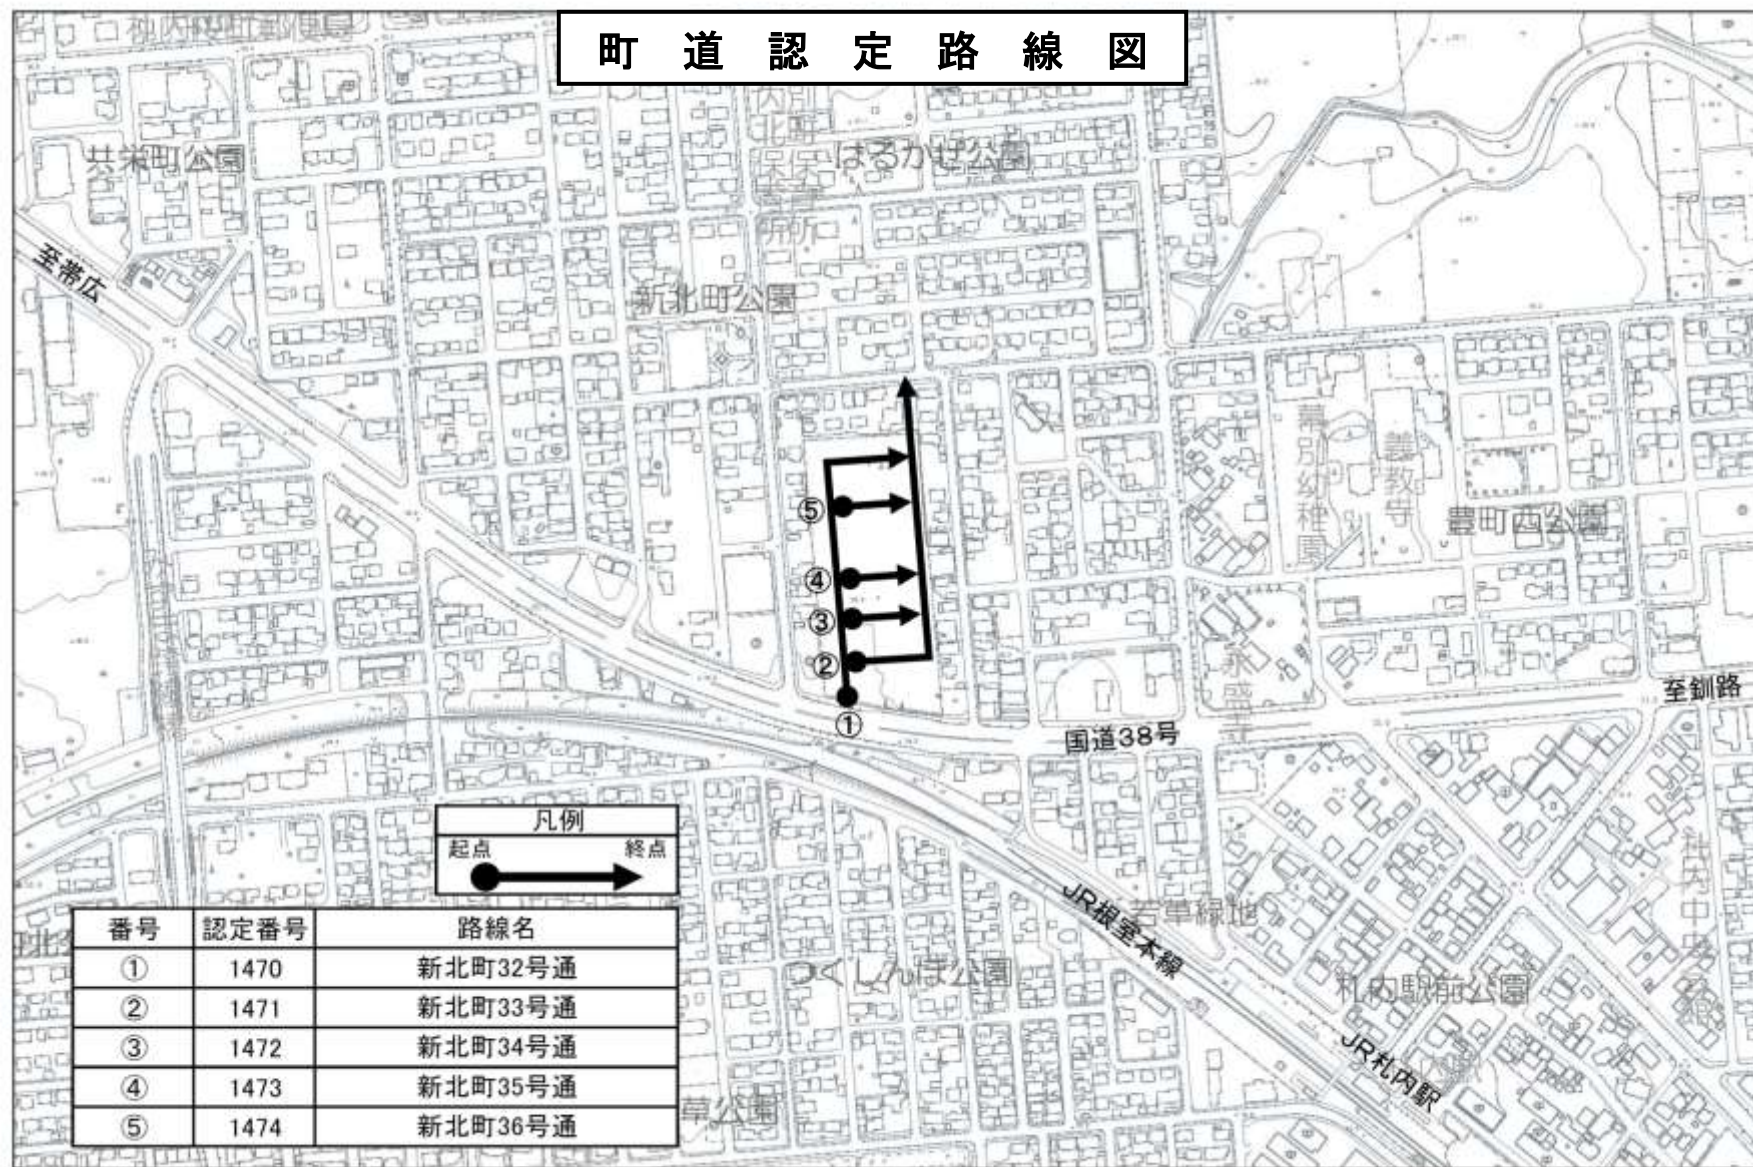 町道認定路線図
共栄町公園
はるかぜ公園
至帯広
新北町公園
幕別幼稚園
義教寺
豊町西公園
⑤
④
③
②
①
永盛寺
至釧路
国道38号
凡例
起点 終点
JR根室本線
若草緑地
つくしんぼ公園
札内駅前公園
JR札内駅
番号 認定番号 路線名
① 1470 新北町32号通
② 1471 新北町33号通
③ 1472 新北町34号通
④ 1473 新北町35号通
⑤ 1474 新北町36号通
草公園